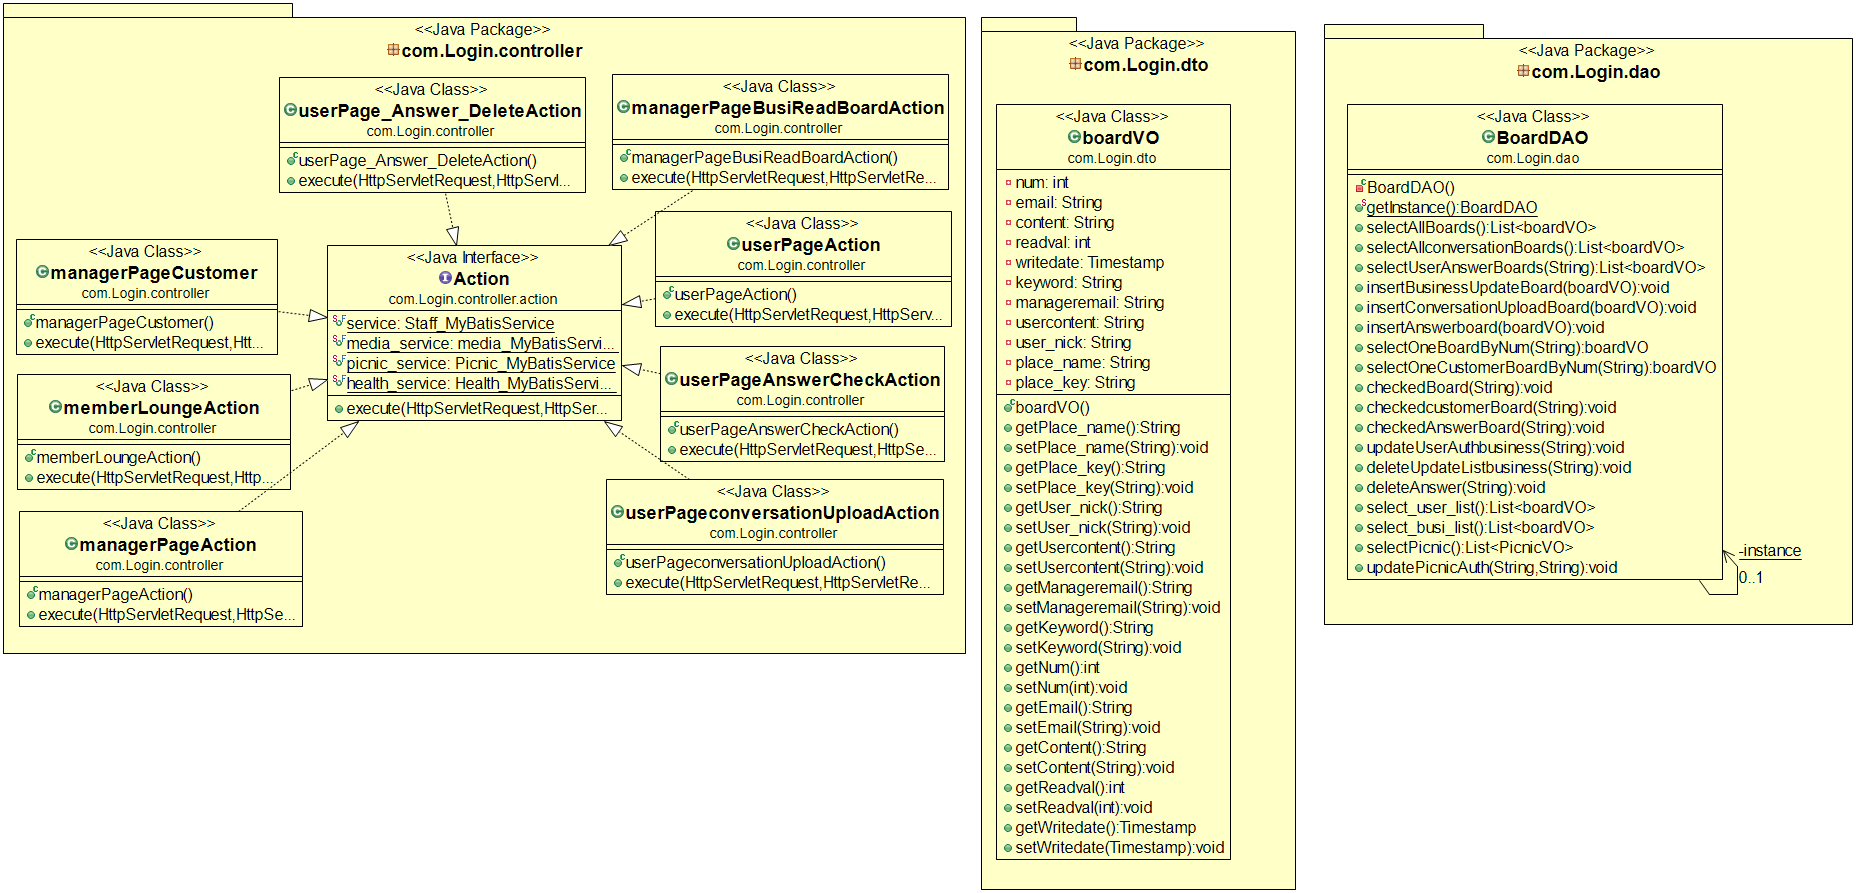 <<Java Package>>
com.Login.controller
<<Java Class>>
userPage_Answer_DeleteAction
com.Login.controller
userPage_Answer_DeleteAction()
execute(HttpServletRequest,HttpServl...
<<Java Class>>
managerPageBusiReadBoardAction
com.Login.controller
managerPageBusiReadBoardAction()
execute(HttpServletRequest,HttpServletRe...
<<Java Class>>
managerPageCustomer
com.Login.controller
managerPageCustomer()
execute(HttpServletRequest,Htt...
<<Java Interface>>
Action
com.Login.controller.action
service: Staff_MyBatisService
media_service: media_MyBatisServi...
picnic_service: Picnic_MyBatisService
health_service: Health_MyBatisServi...
execute(HttpServletRequest,HttpSer...
<<Java Class>>
userPageAction
com.Login.controller
userPageAction()
execute(HttpServletRequest,HttpServ...
<<Java Class>>
userPageAnswerCheckAction
com.Login.controller
userPageAnswerCheckAction()
execute(HttpServletRequest,HttpSe...
<<Java Class>>
memberLoungeAction
com.Login.controller
memberLoungeAction()
execute(HttpServletRequest,Http...
<<Java Class>>
userPageconversationUploadAction
com.Login.controller
userPageconversationUploadAction()
execute(HttpServletRequest,HttpServletRe...
<<Java Class>>
managerPageAction
com.Login.controller
managerPageAction()
execute(HttpServletRequest,HttpSe...
<<Java Package>>
com.Login.dto
<<Java Class>>
boardVO
com.Login.dto
num: int
email: String
content: String
readval: int
writedate: Timestamp
keyword: String
manageremail: String
usercontent: String
user_nick: String
place_name: String
place_key: String
boardVO()
getPlace_name():String
setPlace_name(String):void
getPlace_key():String
setPlace_key(String):void
getUser_nick():String
setUser_nick(String):void
getUsercontent():String
setUsercontent(String):void
getManageremail():String
setManageremail(String):void
getKeyword():String
setKeyword(String):void
getNum():int
setNum(int):void
getEmail():String
setEmail(String):void
getContent():String
setContent(String):void
getReadval():int
setReadval(int):void
getWritedate():Timestamp
setWritedate(Timestamp):void
<<Java Package>>
com.Login.dao
<<Java Class>>
BoardDAO
com.Login.dao
BoardDAO()
getInstance():BoardDAO
selectAllBoards():List<boardVO>
selectAllconversationBoards():List<boardVO>
selectUserAnswerBoards(String):List<boardVO>
insertBusinessUpdateBoard(boardVO):void
insertConversationUploadBoard(boardVO):void
insertAnswerboard(boardVO):void
selectOneBoardByNum(String):boardVO
selectOneCustomerBoardByNum(String):boardVO
checkedBoard(String):void
checkedcustomerBoard(String):void
checkedAnswerBoard(String):void
updateUserAuthbusiness(String):void
deleteUpdateListbusiness(String):void
deleteAnswer(String):void
select_user_list():List<boardVO>
select_busi_list():List<boardVO>
selectPicnic():List<PicnicVO>
updatePicnicAuth(String,String):void
-instance
0..1